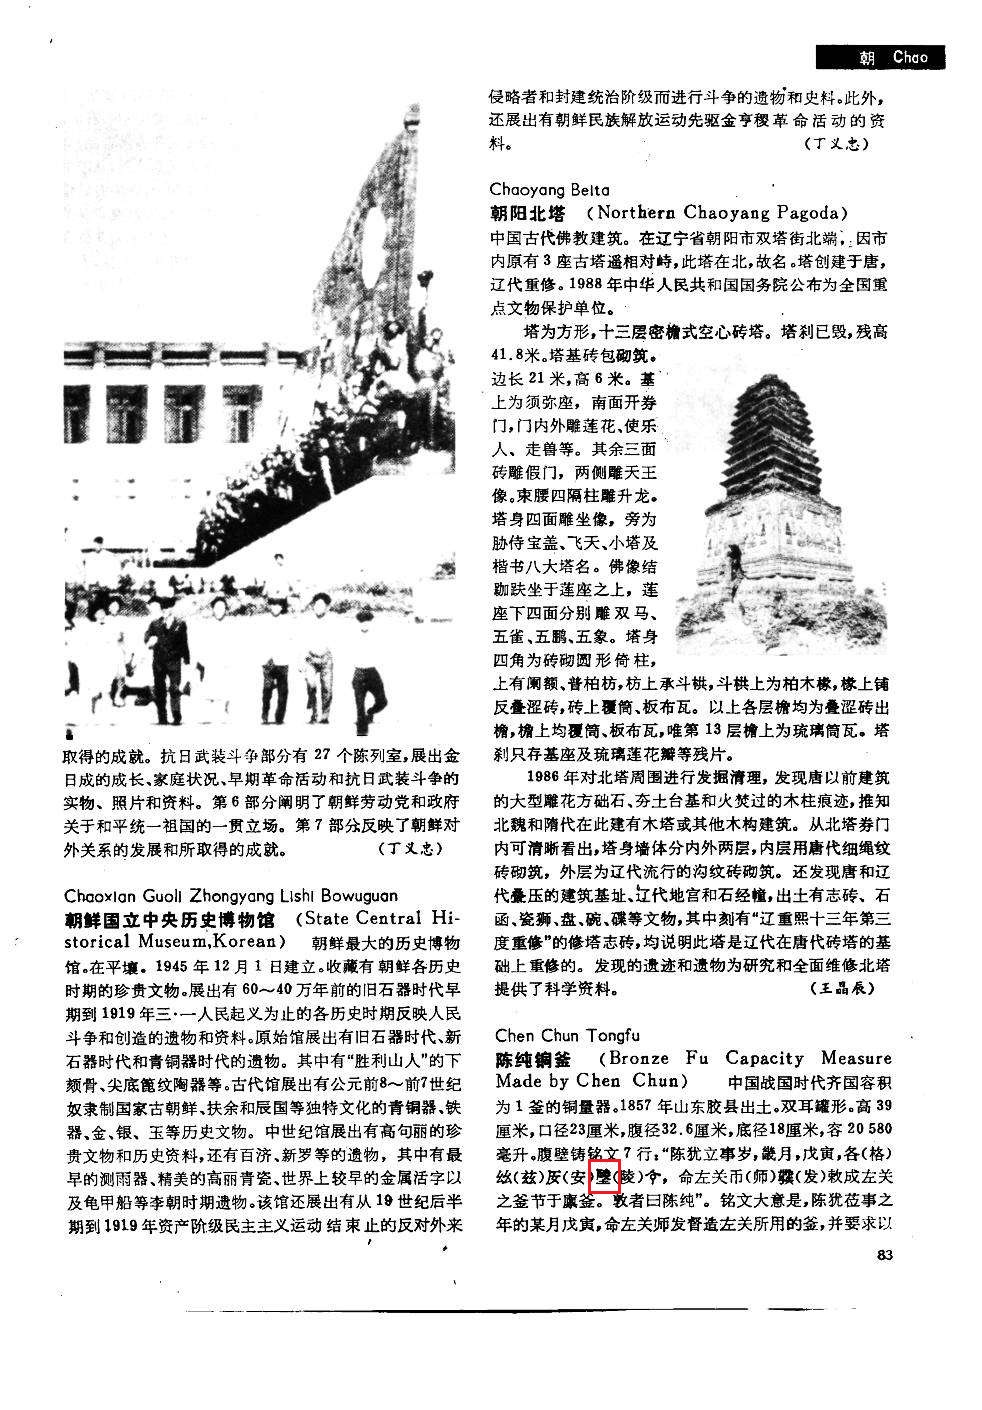 朝 Chao
取得的成就。抗日武装斗争部分有 27 个陈列室,展出金
日成的成长、家庭状况、早期革命活动和抗日武装斗争的
实物、照片和资料。第 6 部分阐明了朝鲜劳动党和政府
关于和平统一祖国的一贯立场。第 7 部分反映了朝鲜对
外关系的发展和所取得的成就。 (丁义忠)
Chaoxian Guoli Zhongyang Lishi Bowuguan
朝鲜国立中央历史博物馆 (State Central Hi-
storical Museum,Korean) 朝鲜最大的历史博物
馆。在平壤。1945 年 12 月 1 日建立。收藏有朝鲜各历史
时期的珍贵文物。展出有 60～40 万年前的旧石器时代早
期到 1919 年三·一人民起义为止的各历史时期反映人民
斗争和创造的遗物和资料。原始馆展出有旧石器时代、新
石器时代和青铜器时代的遗物。其中有“胜利山人”的下
颏骨、尖底篦纹陶器等。古代馆展出有公元前8～前7世纪
奴隶制国家古朝鲜、扶余和辰国等独特文化的青铜器、铁
器、金、银、玉等历史文物。中世纪馆展出有高句丽的珍
贵文物和历史资料,还有百济、新罗等的遗物，其中有最
早的测雨器、精美的高丽青瓷、世界上较早的金属活字以
及龟甲船等李朝时期遗物。该馆还展出有从 19 世纪后半
期到 1919 年资产阶级民主主义运动结束止的反对外来
侵略者和封建统治阶级而进行斗争的遗物和史料。此外,
还展出有朝鲜民族解放运动先驱金亨稷革命活动的资
料。 (丁义忠)
Chaoyang Beita
朝阳北塔 (Northern Chaoyang Pagoda)
中国古代佛教建筑。在辽宁省朝阳市双塔街北端,因市
内原有 3 座古塔遥相对峙,此塔在北,故名。塔创建于唐,
辽代重修。1988 年中华人民共和国国务院公布为全国重
点文物保护单位。
塔为方形,十三层密檐式空心砖塔。塔刹已毁,残高
41.8米。塔基砖包砌筑。
边长 21 米,高 6 米。基
上为须弥座，南面开券
门,门内外雕莲花、使乐
人、走兽等。其余三面
砖雕假门，两侧雕天王
像。束腰四隔柱雕升龙。
塔身四面雕坐像，旁为
胁侍宝盖、飞天、小塔及
楷书八大塔名。佛像结
跏趺坐于莲座之上，莲
座下四面分别雕双马、
五雀、五鹏、五象。塔身
四角为砖砌圆形倚柱，
上有阑额、普柏枋,枋上承斗栱,斗栱上为柏木椽,椽上铺
反叠涩砖,砖上覆筒、板布瓦。以上各层檐均为叠涩砖出
檐,檐上均覆筒、板布瓦,唯第 13 层檐上为琉璃筒瓦。塔
刹只存基座及琉璃莲花瓣等残片。
1986 年对北塔周围进行发掘清理，发现唐以前建筑
的大型雕花方础石、夯土台基和火焚过的木柱痕迹,推知
北魏和隋代在此建有木塔或其他木构建筑。从北塔券门
内可清晰看出,塔身墙体分内外两层,内层用唐代细绳纹
砖砌筑，外层为辽代流行的沟纹砖砌筑。还发现唐和辽
代叠压的建筑基址、辽代地宫和石经幢,出土有志砖、石
函、瓷狮、盘、碗、碟等文物,其中刻有“辽重熙十三年第三
度重修”的修塔志砖,均说明此塔是辽代在唐代砖塔的基
础上重修的。发现的遗迹和遗物为研究和全面维修北塔
提供了科学资料。 (王晶辰)
Chen Chun Tongfu
陈纯铜釜 (Bronze Fu Capacity Measure
Made by Chen Chun) 中国战国时代齐国容积
为 1 釜的铜量器。1857 年山东胶县出土。双耳罐形。高 39
厘米,口径23厘米,腹径32.6厘米,底径18厘米,容 20 580
毫升。腹壁铸铭文 7 行:“陈犹立事岁,月,戊寅,各(格)
丝(兹)(安)(陵),命左关帀(师)(发)敕成左关
之釜节于廪釜。敦者曰陈纯”。铭文大意是,陈犹莅事之
年的某月戊寅,命左关师发督造左关所用的釜,并要求以
83